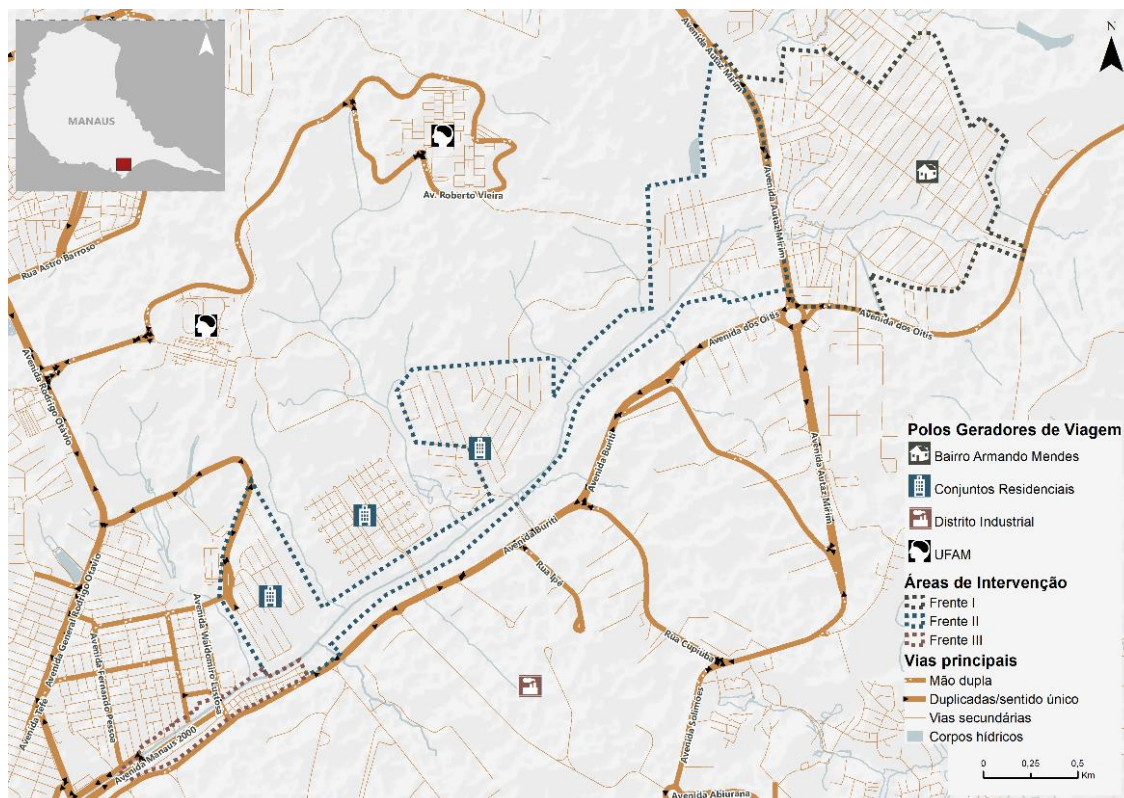 MANAUS
N
Avenida Autaz Mirim
Av. Roberto Vieira
Avenida Autaz Mirim
Rua Astro Barroso
Avenida dos Oitis
Avenida dos Oitis
Avenida Rodrigo Otávio
Avenida Buriti
Avenida Autaz Mirim
Avenida Buriti
Rua Ipê
Avenida General Rodrigo Otávio
Avenida Waldomiro Lustosa
Avenida Fernando Pessoa
Rua Cupiúba
Avenida Tefé
Avenida Solimões
Avenida Manaus 2000
Avenida Abiurana
Polos Geradores de Viagem
Bairro Armando Mendes
Conjuntos Residenciais
Distrito Industrial
UFAM
Áreas de Intervenção
Frente I
Frente II
Frente III
Vias principais
Mão dupla
Duplicadas/sentido único
Vias secundárias
Corpos hídricos
0 0,25 0,5
Km